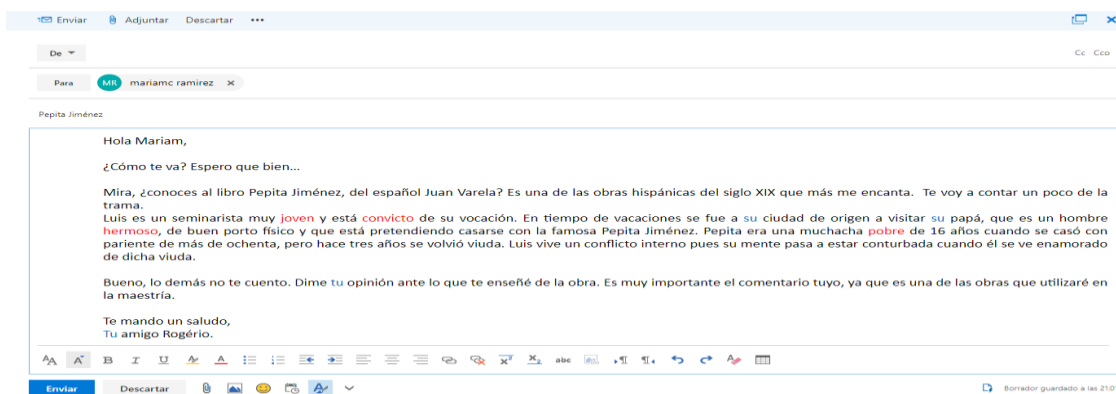 Enviar Adjuntar Descartar •••
De Cc Cco
Para MR mariamc ramirez
Pepita Jiménez
Hola Mariam,
¿Cómo te va? Espero que bien...
Mira, ¿conoces al libro Pepita Jiménez, del español Juan Varela? Es una de las obras hispánicas del siglo XIX que más me encanta. Te voy a contar un poco de la
trama.
Luis es un seminarista muy joven y está convicto de su vocación. En tiempo de vacaciones se fue a su ciudad de origen a visitar su papá, que es un hombre
hermoso, de buen porto físico y que está pretendiendo casarse con la famosa Pepita Jiménez. Pepita era una muchacha pobre de 16 años cuando se casó con
pariente de más de ochenta, pero hace tres años se volvió viuda. Luis vive un conflicto interno pues su mente pasa a estar conturbada cuando él se ve enamorado
de dicha viuda.
Bueno, lo demás no te cuento. Dime tu opinión ante lo que te enseñé de la obra. Es muy importante el comentario tuyo, ya que es una de las obras que utilizaré en
la maestría.
Te mando un saludo,
Tu amigo Rogério.
AA A B I U A A x² x₂ abc
Enviar Descartar Borrador guardado a las 21:0